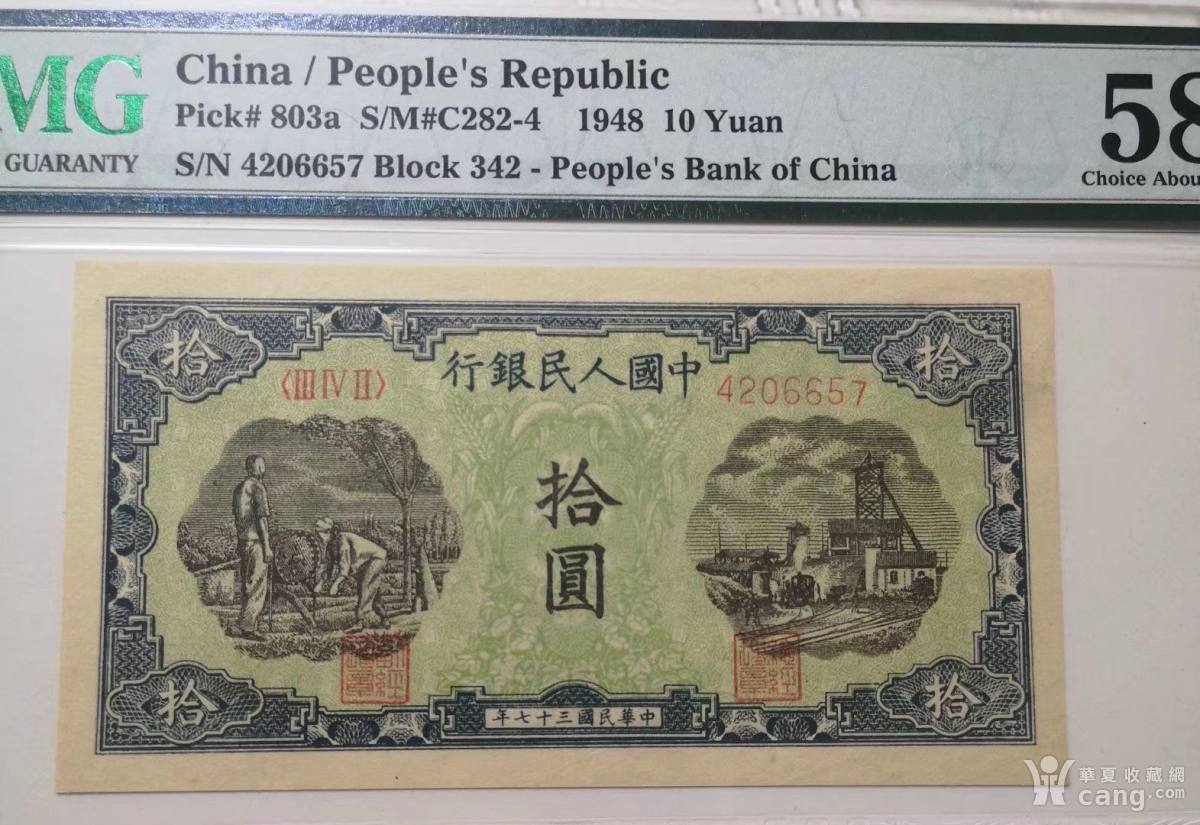 MG
GUARANTY
China / People's Republic
Pick# 803a S/M#C282-4 1948 10 Yuan
S/N 4206657 Block 342 - People's Bank of China
58
Choice Abou
拾
拾
行銀民人國中
〈III IV II〉
4206657
拾
圓
拾
拾
年七十三國民華中
華夏收藏網
cang.com